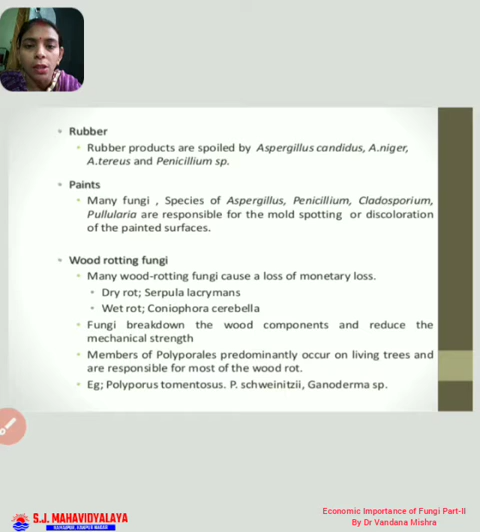 Rubber
Rubber products are spoiled by Aspergillus candidus, A.niger,
A.tereus and Penicillium sp.
Paints
Many fungi , Species of Aspergillus, Penicillium, Cladosporium,
Pullularia are responsible for the mold spotting or discoloration
of the painted surfaces.
Wood rotting fungi
Many wood-rotting fungi cause a loss of monetary loss.
Dry rot; Serpula lacrymans
Wet rot; Coniophora cerebella
Fungi breakdown the wood components and reduce the
mechanical strength
Members of Polyporales predominantly occur on living trees and
are responsible for most of the wood rot.
Eg; Polyporus tomentosus. P. schweinitzii, Ganoderma sp.
S.J. MAHAVIDYALAYA
Economic Importance of Fungi Part-II
By Dr Vandana Mishra